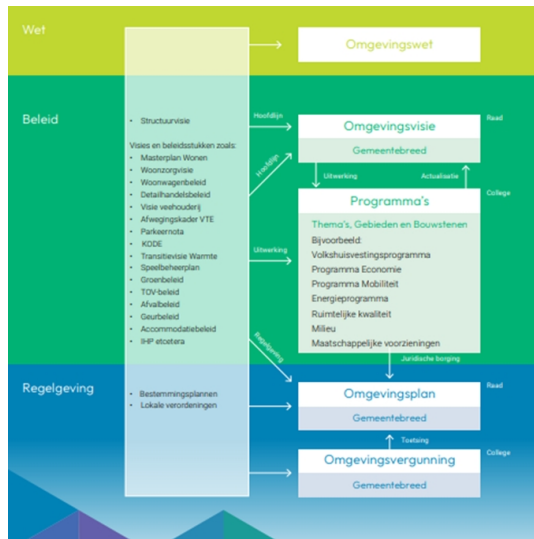 Wet
Omgevingswet
Beleid
• Structuurvisie
Visies en beleidsstukken zoals:
• Masterplan Wonen
• Woonzorgvisie
• Woonwagenbeleid
• Detailhandelsbeleid
• Visie veehouderij
• Afwegingskader VTE
• Parkeernota
• KODE
• Transitievisie Warmte
• Speelbeheerplan
• Groenbeleid
• TOV-beleid
• Afvalbeleid
• Geurbeleid
• Accommodatiebeleid
• IHP etcetera
Hoofdlijn
Hoofdlijn
Uitwerking
Regelgeving
Omgevingsvisie
Raad
Gemeentebreed
Uitwerking
Actualisatie
Programma's
College
Thema's, Gebieden en Bouwstenen
Bijvoorbeeld:
Volkshuisvestingsprogramma
Programma Economie
Programma Mobiliteit
Energieprogramma
Ruimtelijke kwaliteit
Milieu
Maatschappelijke voorzieningen
Juridische borging
Regelgeving
• Bestemmingsplannen
• Lokale verordeningen
Omgevingsplan
Raad
Gemeentebreed
Toetsing
Omgevingsvergunning
College
Gemeentebreed